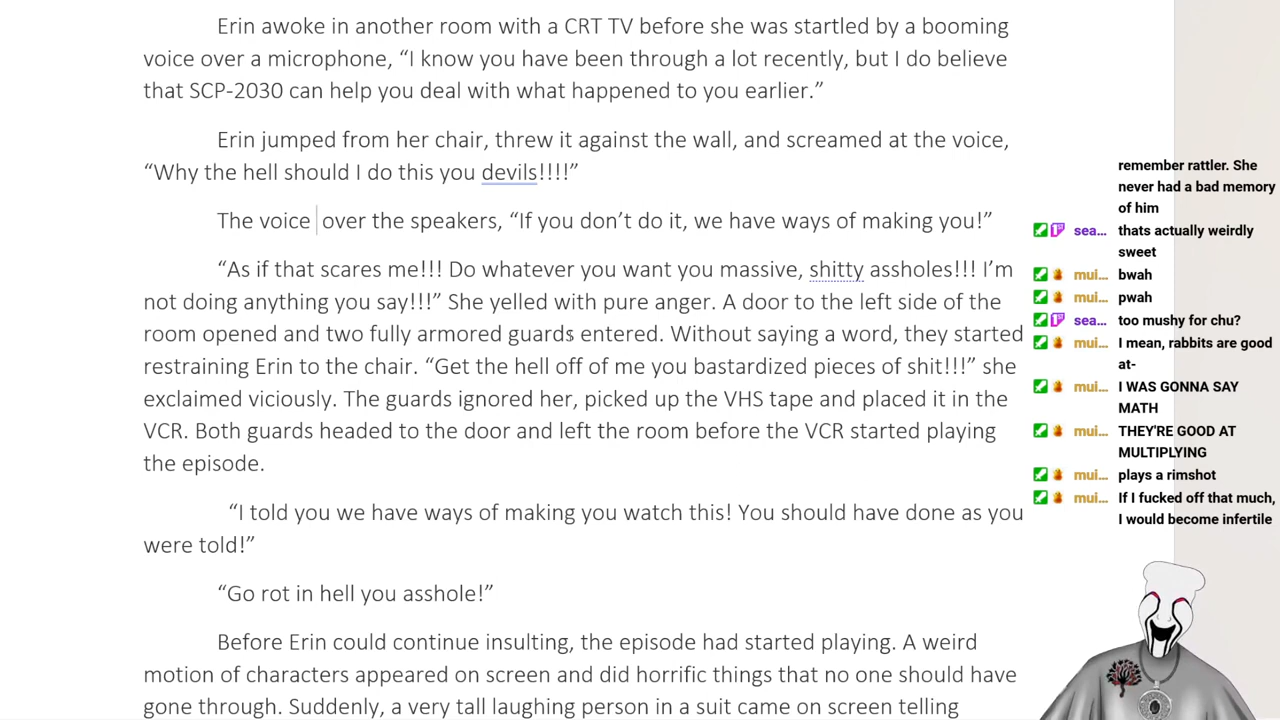 Erin awoke in another room with a CRT TV before she was startled by a booming
voice over a microphone, “I know you have been through a lot recently, but I do believe
that SCP-2030 can help you deal with what happened to you earlier.”
Erin jumped from her chair, threw it against the wall, and screamed at the voice,
“Why the hell should I do this you devils!!!!”
The voice over the speakers, “If you don’t do it, we have ways of making you!”
“As if that scares me!!! Do whatever you want you massive, shitty assholes!!! I’m
not doing anything you say!!!” She yelled with pure anger. A door to the left side of the
room opened and two fully armored guards entered. Without saying a word, they started
restraining Erin to the chair. “Get the hell off of me you bastardized pieces of shit!!!” she
exclaimed viciously. The guards ignored her, picked up the VHS tape and placed it in the
VCR. Both guards headed to the door and left the room before the VCR started playing
the episode.
“I told you we have ways of making you watch this! You should have done as you
were told!”
“Go rot in hell you asshole!”
Before Erin could continue insulting, the episode had started playing. A weird
motion of characters appeared on screen and did horrific things that no one should have
gone through. Suddenly, a very tall laughing person in a suit came on screen telling
remember rattler. She
never had a bad memory
of him
sea... thats actually weirdly
sweet
mui... bwah
mui... pwah
sea... too mushy for chu?
mui... I mean, rabbits are good
at-
mui... I WAS GONNA SAY
MATH
mui... THEY'RE GOOD AT
MULTIPLYING
mui... plays a rimshot
mui... If I fucked off that much,
I would become infertile